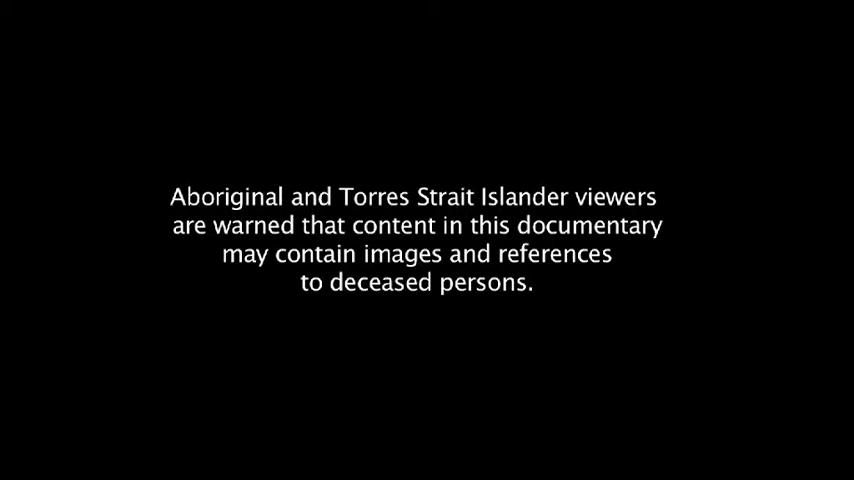 Aboriginal and Torres Strait Islander viewers
are warned that content in this documentary
may contain images and references
to deceased persons.